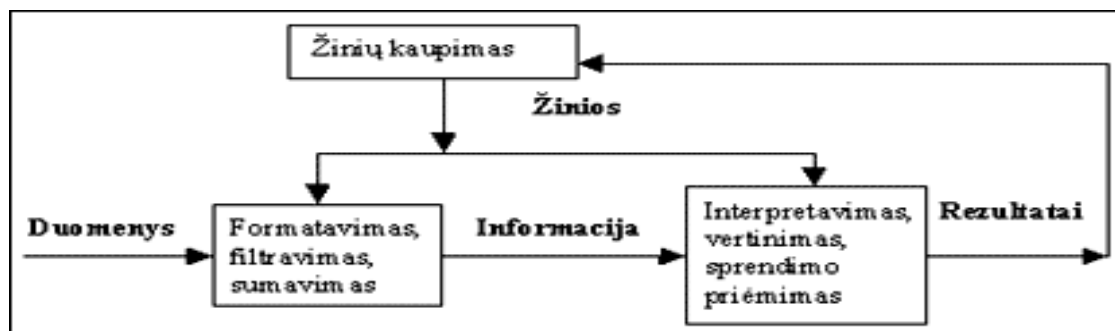 Žinių kaupimas
Žinios
Duomenys
Formatavimas,
filtravimas,
sumavimas
Informacija
Interpretavimas,
vertinimas,
sprendimo
priėmimas
Rezultatai